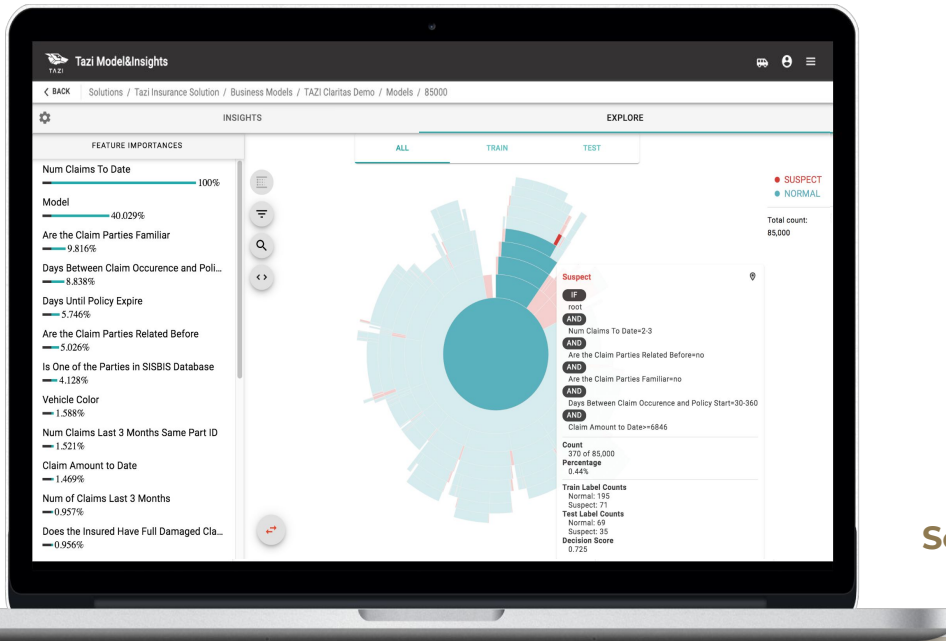 TAZI
Tazi Model&Insights
BACK
Solutions / Tazi Insurance Solution / Business Models / TAZI Claritas Demo / Models / 85000
INSIGHTS
EXPLORE
FEATURE IMPORTANCES
Num Claims To Date
100%
Model
40.029%
Are the Claim Parties Familiar
9.816%
Days Between Claim Occurence and Poli...
8.838%
Days Until Policy Expire
5.746%
Are the Claim Parties Related Before
5.026%
Is One of the Parties in SISBIS Database
4.128%
Vehicle Color
1.588%
Num Claims Last 3 Months Same Part ID
1.521%
Claim Amount to Date
1.469%
Num of Claims Last 3 Months
0.957%
Does the Insured Have Full Damaged Cla...
0.956%
ALL
TRAIN
TEST
SUSPECT
NORMAL
Total count:
85,000
Suspect
IF
root
AND
Num Claims To Date=2-3
AND
Are the Claim Parties Related Before=no
AND
Are the Claim Parties Familiar=no
AND
Days Between Claim Occurence and Policy Start=30-360
AND
Claim Amount to Date>=6846
Count
370 of 85,000
Percentage
0.44%
Train Label Counts
Normal: 195
Suspect: 71
Test Label Counts
Normal: 69
Suspect: 35
Decision Score
0.725